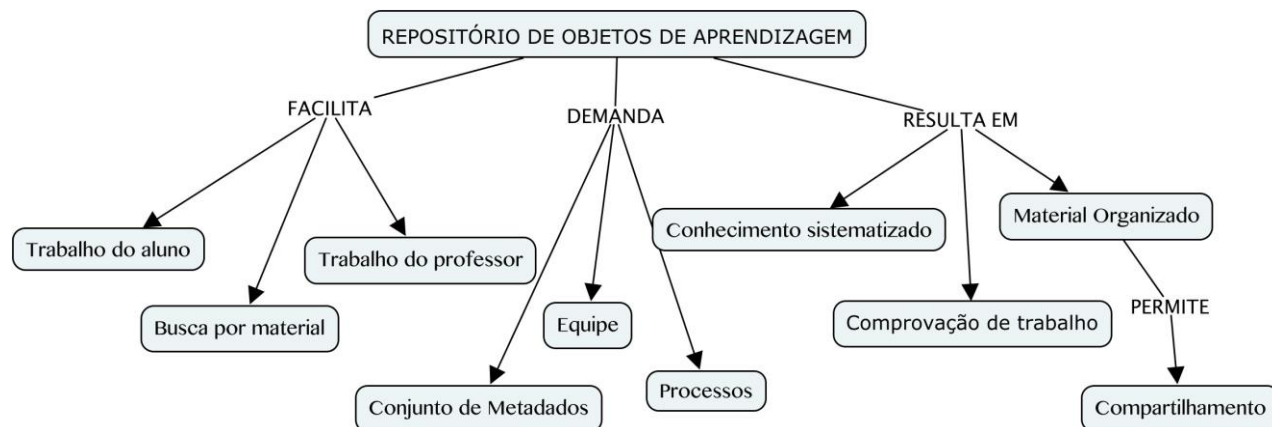 REPOSITÓRIO DE OBJETOS DE APRENDIZAGEM
FACILITA
DEMANDA
RESULTA EM
Trabalho do aluno
Busca por material
Trabalho do professor
Conjunto de Metadados
Equipe
Processos
Conhecimento sistematizado
Comprovação de trabalho
Material Organizado
PERMITE
Compartilhamento